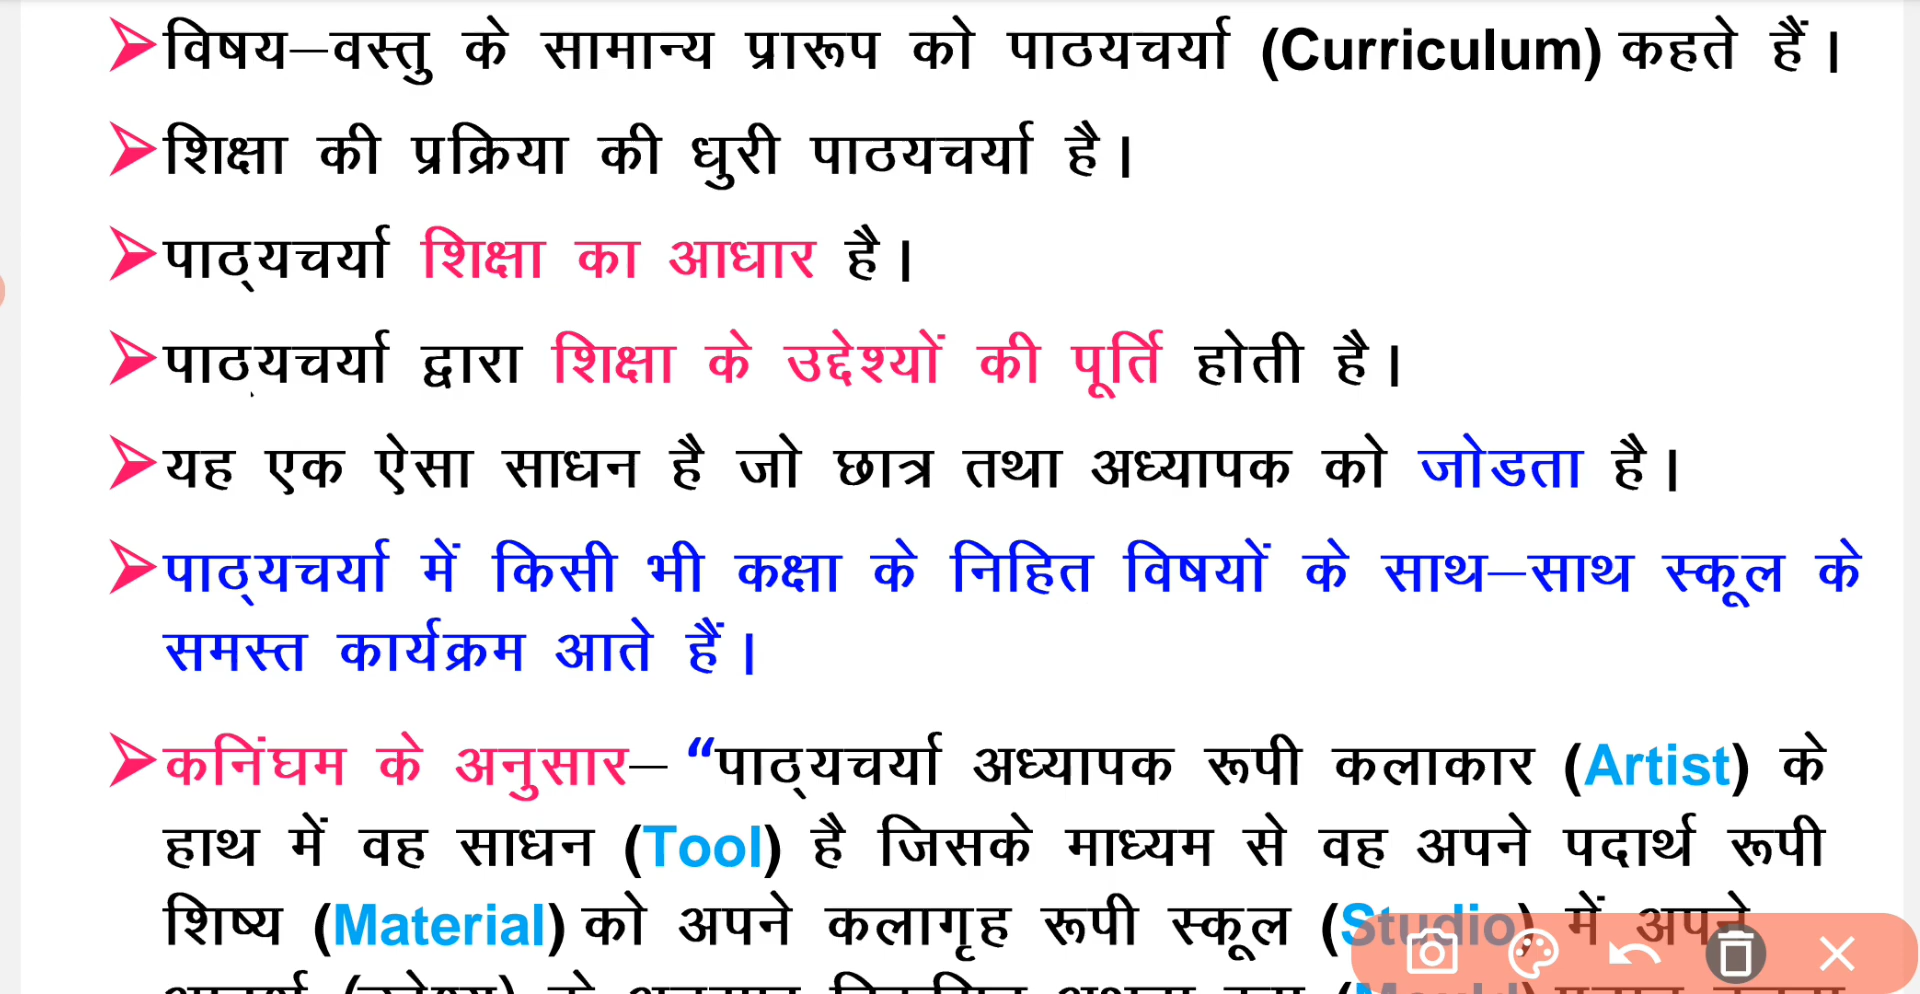 विषय–वस्तु के सामान्य प्रारूप को पाठयचर्या (Curriculum) कहते हैं।
शिक्षा की प्रक्रिया की धुरी पाठयचर्या है।
पाठ्यचर्या शिक्षा का आधार है।
पाठ्यचर्या द्वारा शिक्षा के उद्देश्यों की पूर्ति होती है।
यह एक ऐसा साधन है जो छात्र तथा अध्यापक को जोडता है।
पाठ्यचर्या में किसी भी कक्षा के निहित विषयों के साथ–साथ स्कूल के
समस्त कार्यक्रम आते हैं।
कनिंघम के अनुसार– “पाठ्यचर्या अध्यापक रूपी कलाकार (Artist) के
हाथ में वह साधन (Tool) है जिसके माध्यम से वह अपने पदार्थ रूपी
शिष्य (Material) को अपने कलागृह रूपी स्कूल (Studio) में अपने